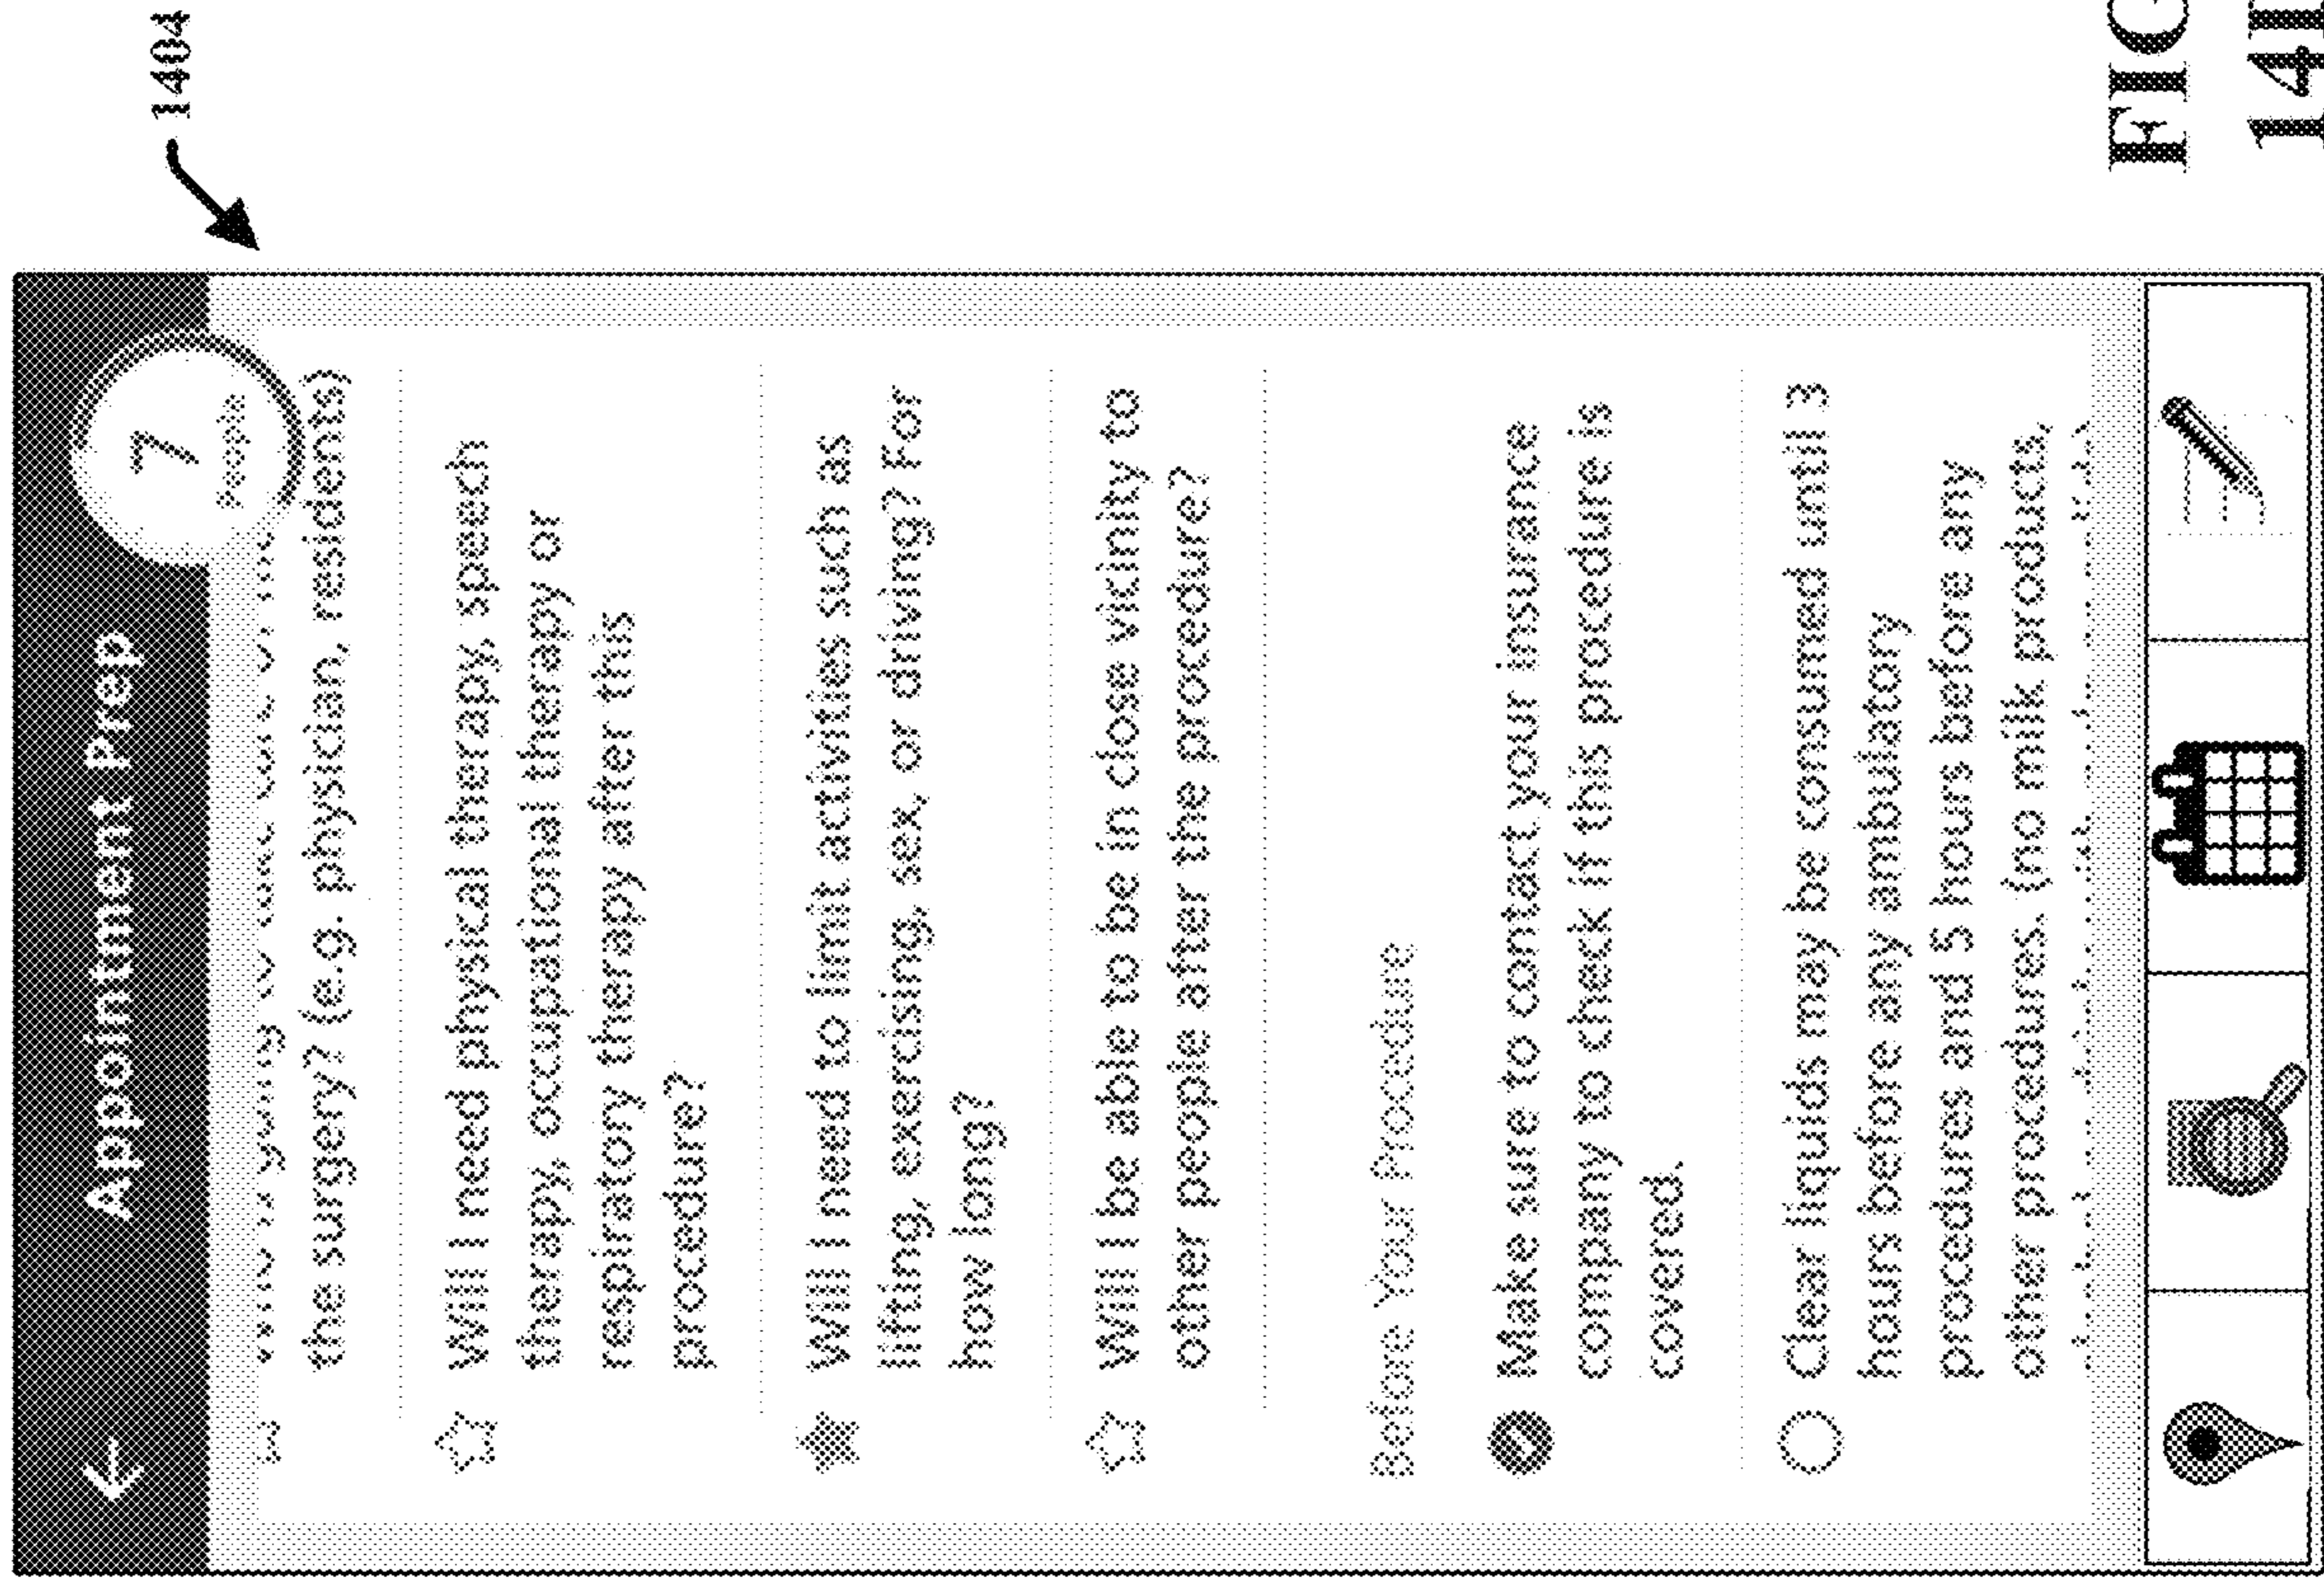 1404
Appointment Prep
7
People
the surgery? (e.g. physician, residents)
Will I need physical therapy, speech
therapy, occupational therapy or
respiratory therapy after this
procedure?
Will I need to limit activities such as
lifting, exercising, sex, or driving? For
how long?
Will I be able to be in close vicinity to
other people after the procedure?
Before Your Procedure
Make sure to contact your insurance
company to check if this procedure is
covered.
Clear liquids may be consumed until 3
hours before any ambulatory
procedures and 5 hours before any
other procedures. (no milk products,
FIG
14